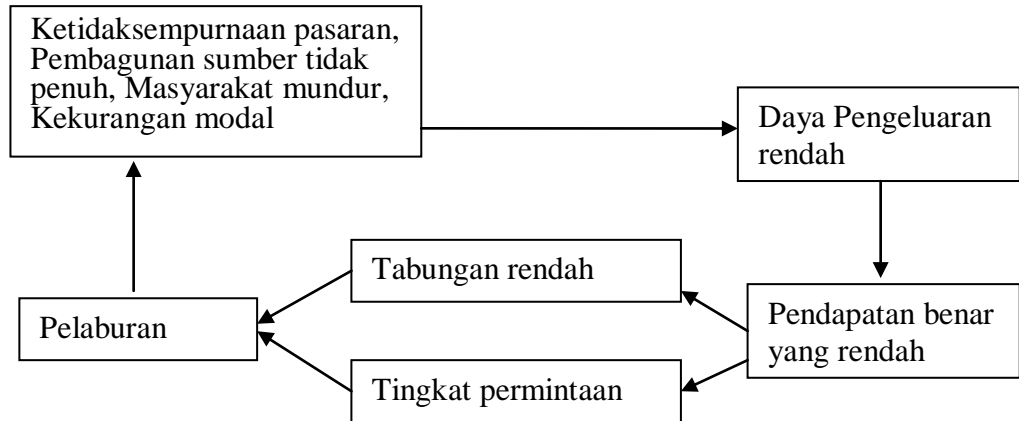 Ketidaksempurnaan pasaran,
Pembagunan sumber tidak
penuh, Masyarakat mundur,
Kekurangan modal
Daya Pengeluaran
rendah
Tabungan rendah
Pelaburan
Pendapatan benar
yang rendah
Tingkat permintaan